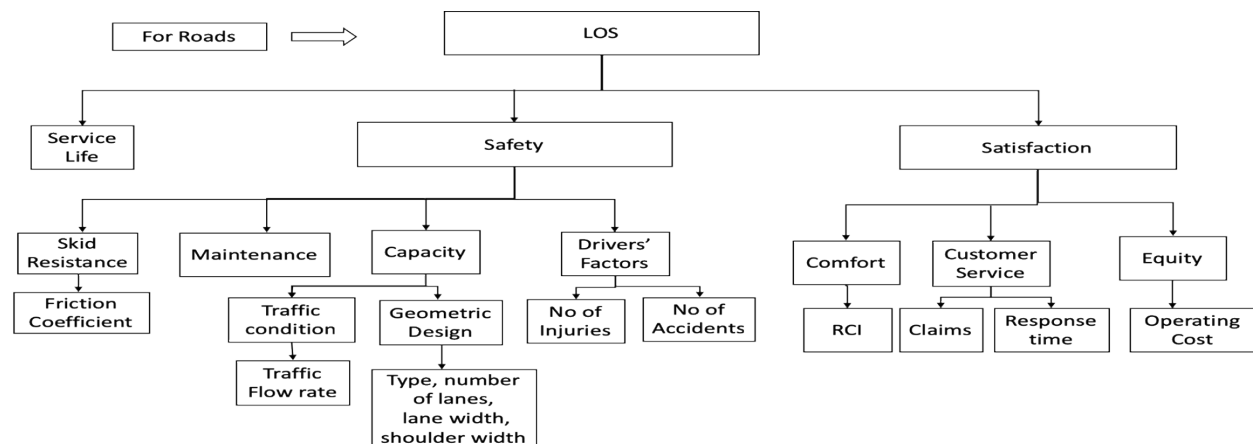 For Roads
LOS
Service
Life
Safety
Satisfaction
Skid
Resistance
Maintenance
Capacity
Drivers’
Factors
Comfort
Customer
Service
Equity
Friction
Coefficient
Traffic
condition
Geometric
Design
No of
Injuries
No of
Accidents
RCI
Claims
Response
time
Operating
Cost
Traffic
Flow rate
Type, number
of lanes,
lane width,
shoulder width